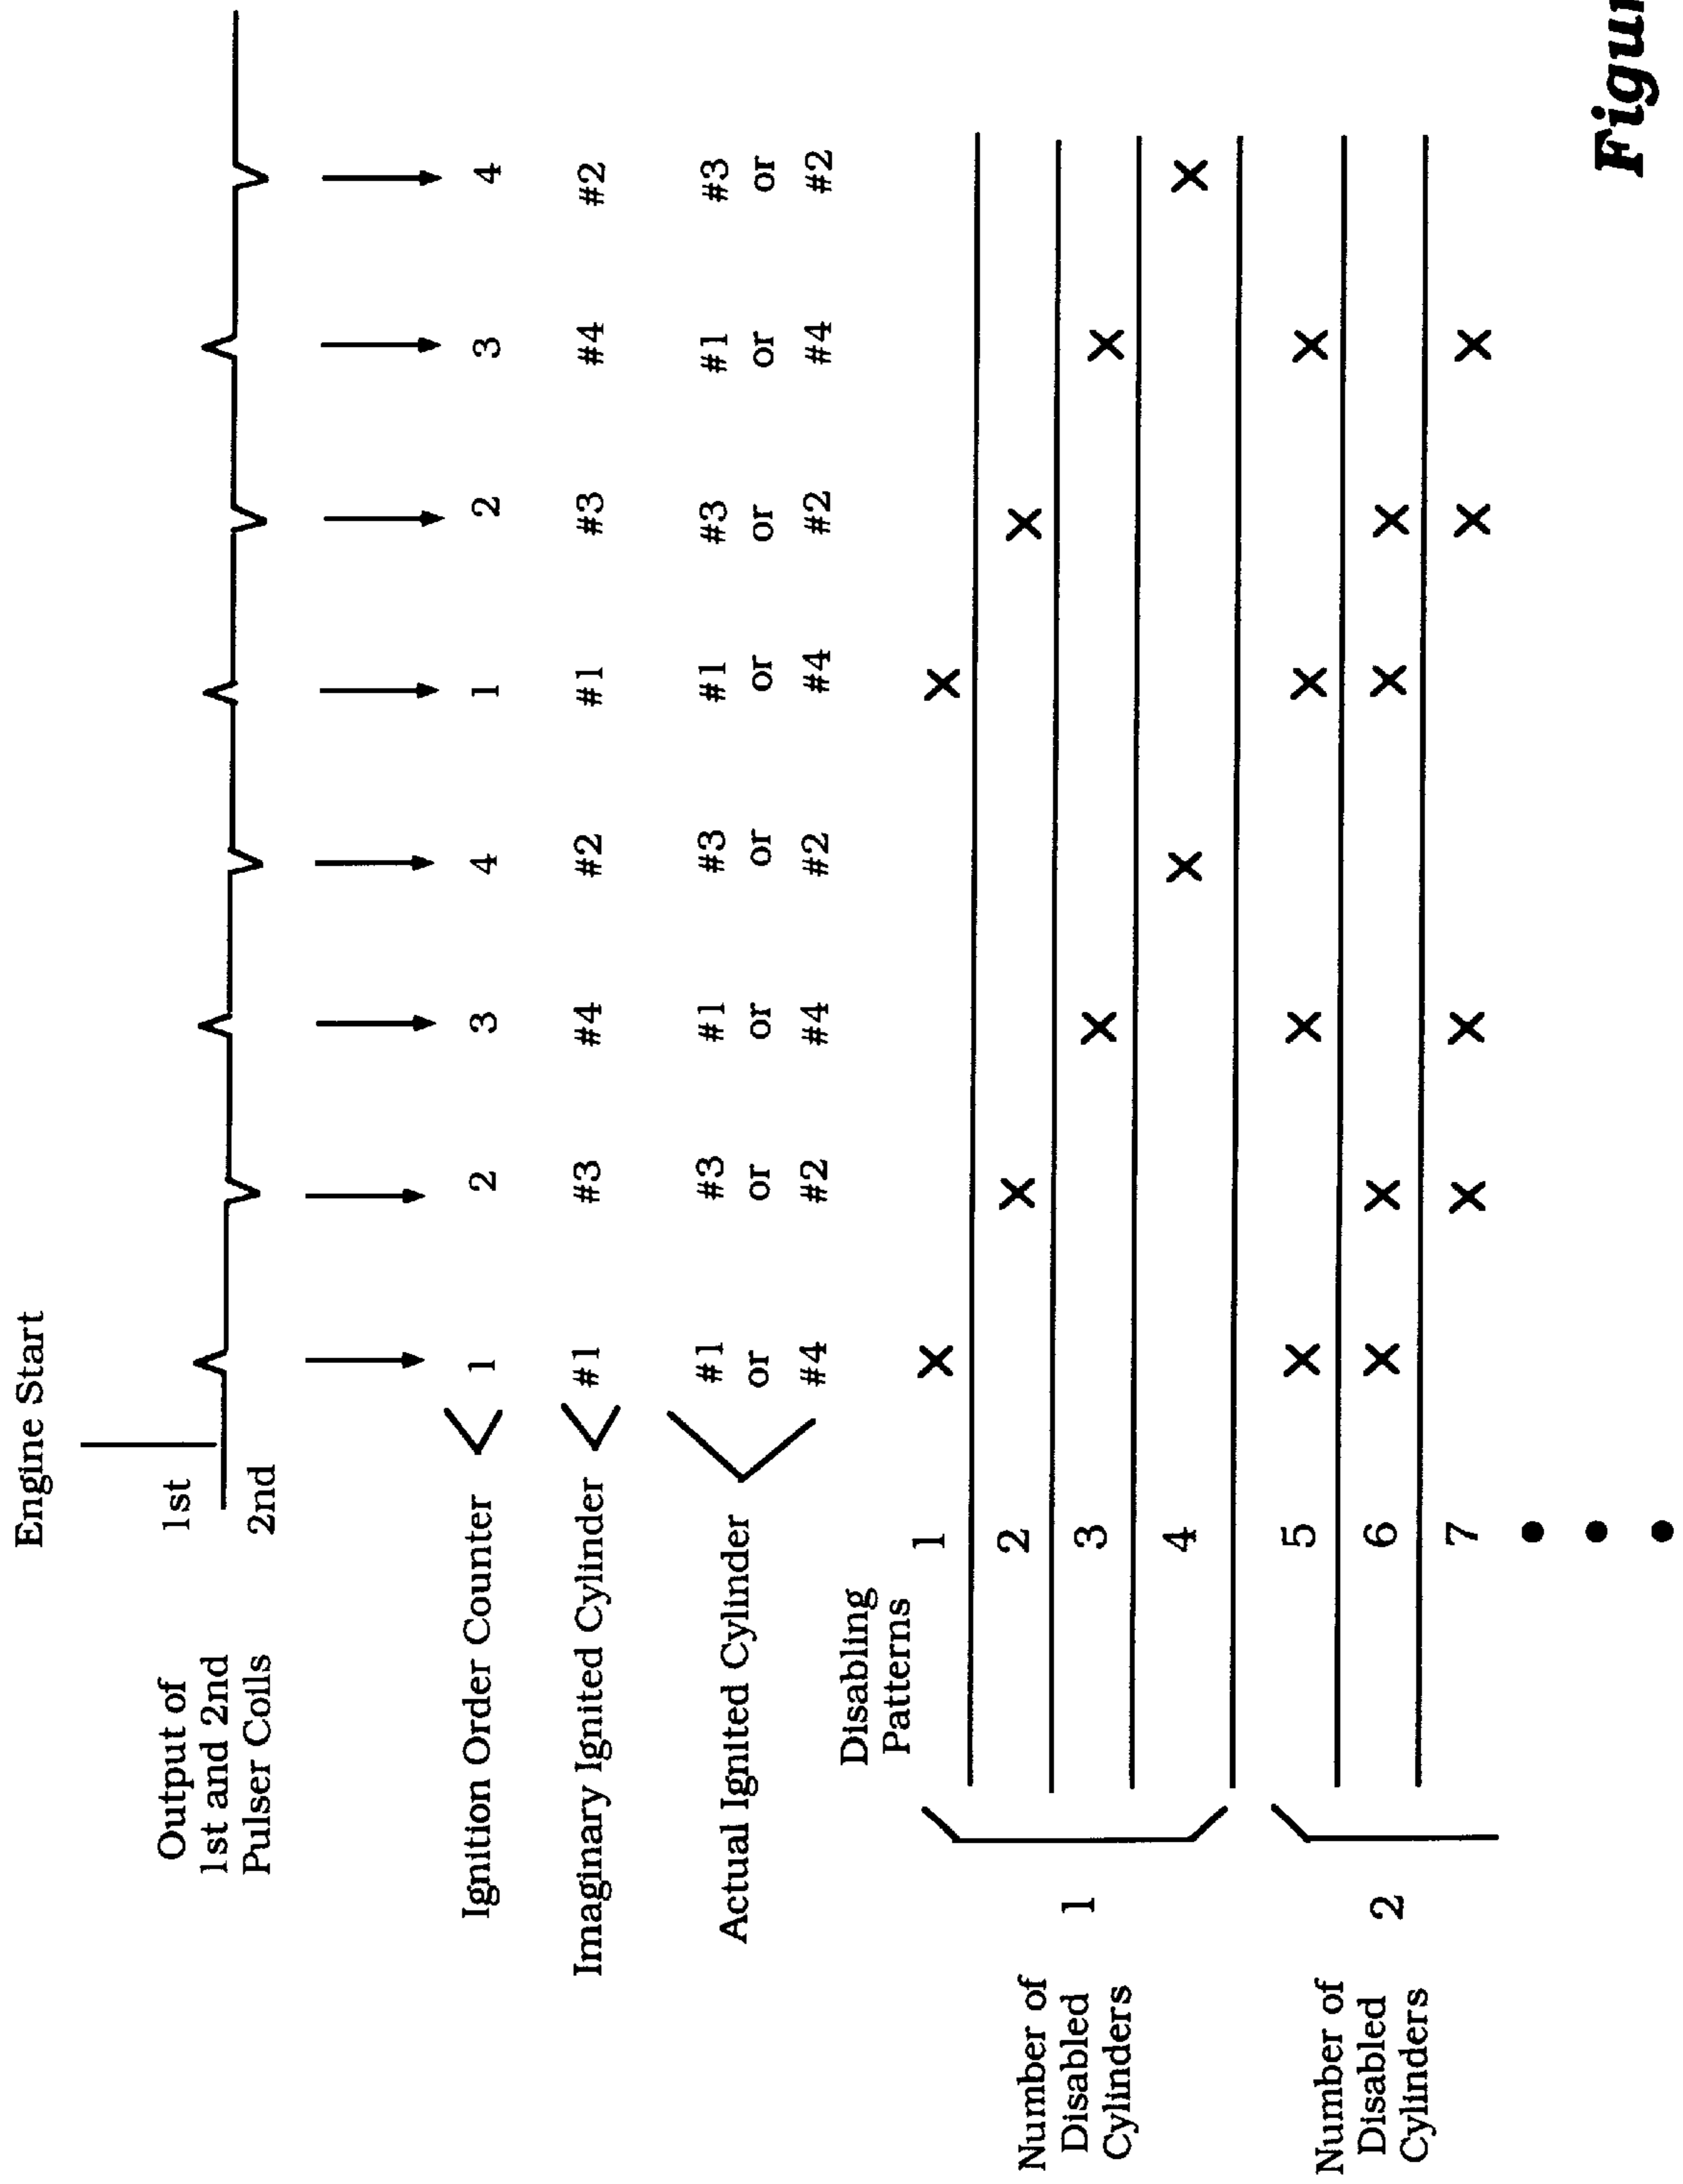 Engine Start
Output of
1st and 2nd
Pulser Coils
1st
2nd
Ignition Order Counter 1 2 3 4 1 2 3 4
Imaginary Ignited Cylinder #1 #3 #4 #2 #1 #3 #4 #2
Actual Ignited Cylinder
#1 #3 #1 #3 #1 #3 #1 #3
or or or or or or or or
#4 #2 #4 #2 #4 #2 #4 #2
Disabling
Patterns
Number of
Disabled
Cylinders
1
1 X X
2 X X
3 X X
4 X X
Number of
Disabled
Cylinders
2
5 X X X X
6 X X X X
7 X X X X